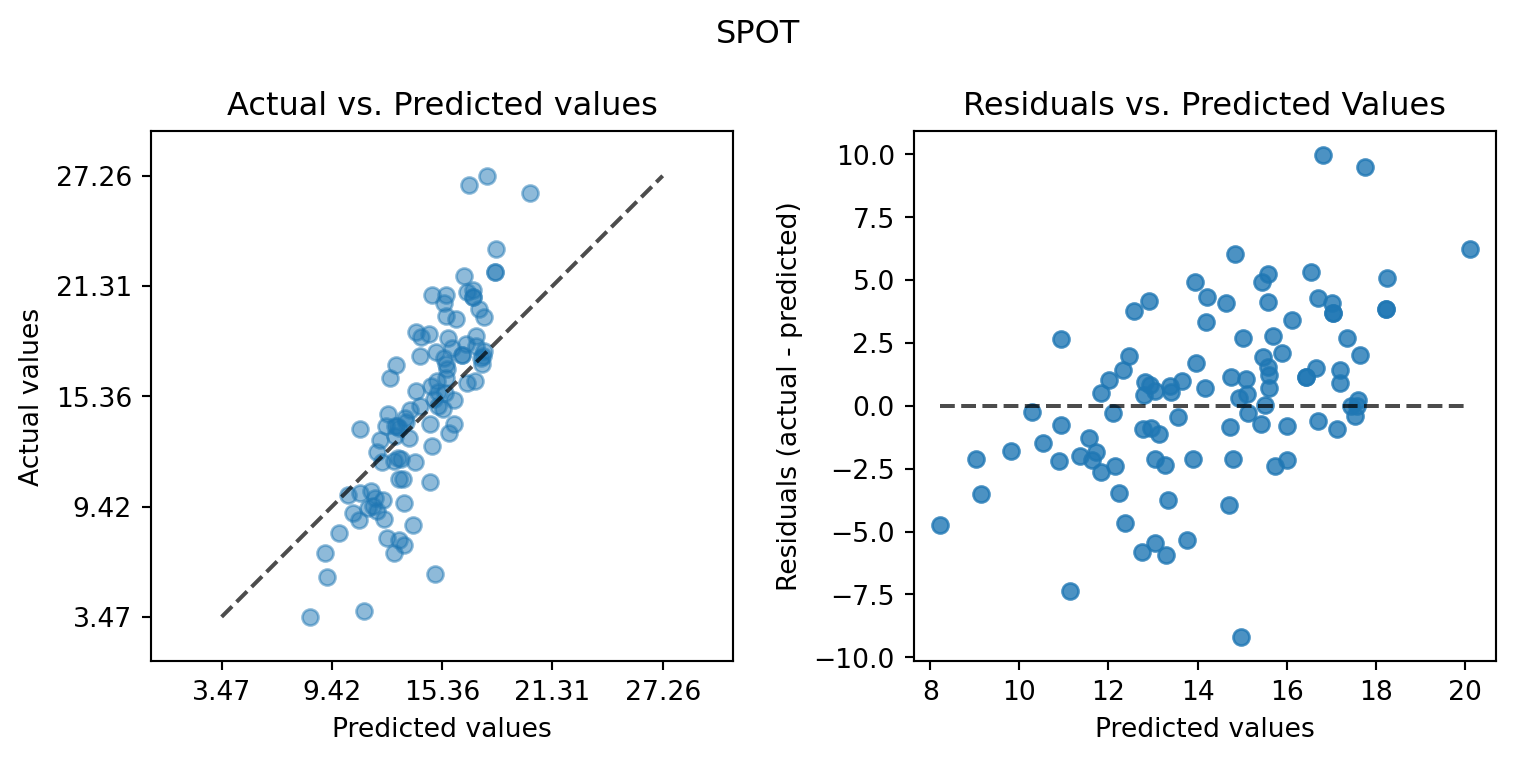 SPOT
Actual vs. Predicted values
Actual values
27.26
21.31
15.36
9.42
3.47
3.47 9.42 15.36 21.31 27.26
Predicted values
Residuals vs. Predicted Values
Residuals (actual - predicted)
10.0
7.5
5.0
2.5
0.0
−2.5
−5.0
−7.5
−10.0
8 10 12 14 16 18 20
Predicted values